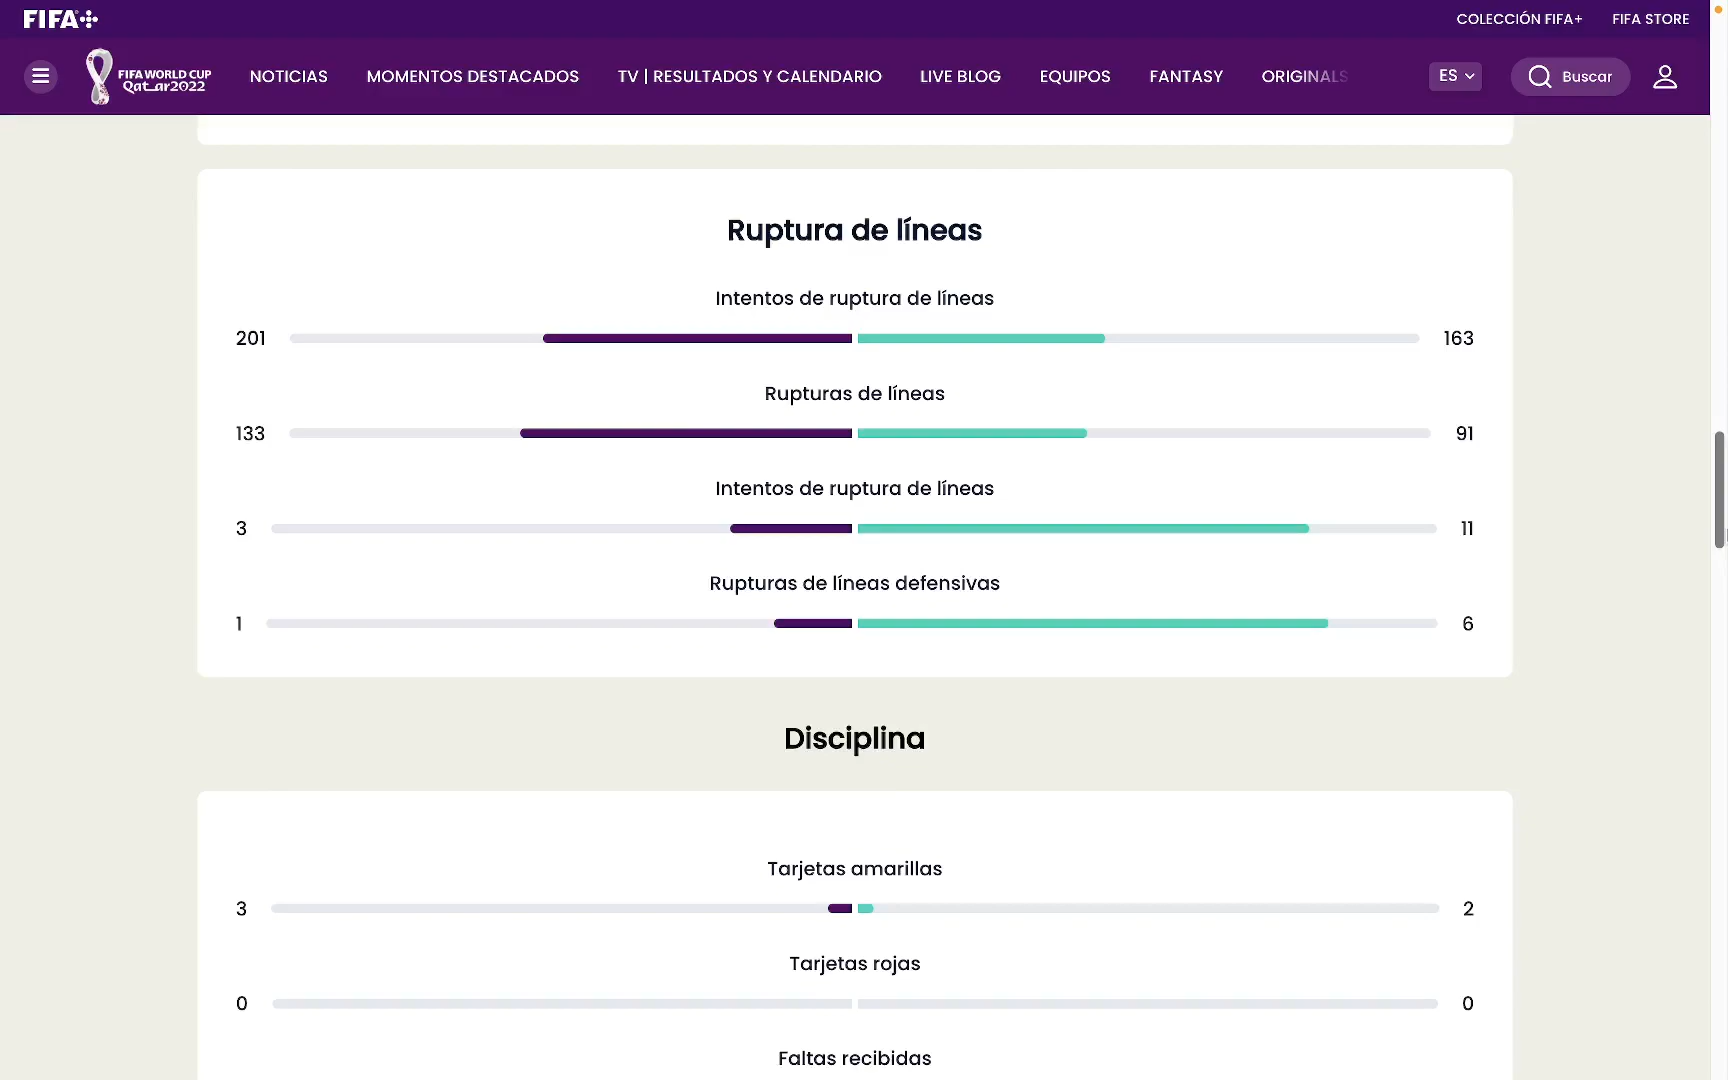 FIFA+
COLECCIÓN FIFA+
FIFA STORE
FIFA WORLD CUP
Qatar2022
NOTICIAS
MOMENTOS DESTACADOS
TV | RESULTADOS Y CALENDARIO
LIVE BLOG
EQUIPOS
FANTASY
ORIGINALS
ES
Buscar
Ruptura de líneas
Intentos de ruptura de líneas
201
163
Rupturas de líneas
133
91
Intentos de ruptura de líneas
3
11
Rupturas de líneas defensivas
1
6
Disciplina
Tarjetas amarillas
3
2
Tarjetas rojas
0
0
Faltas recibidas